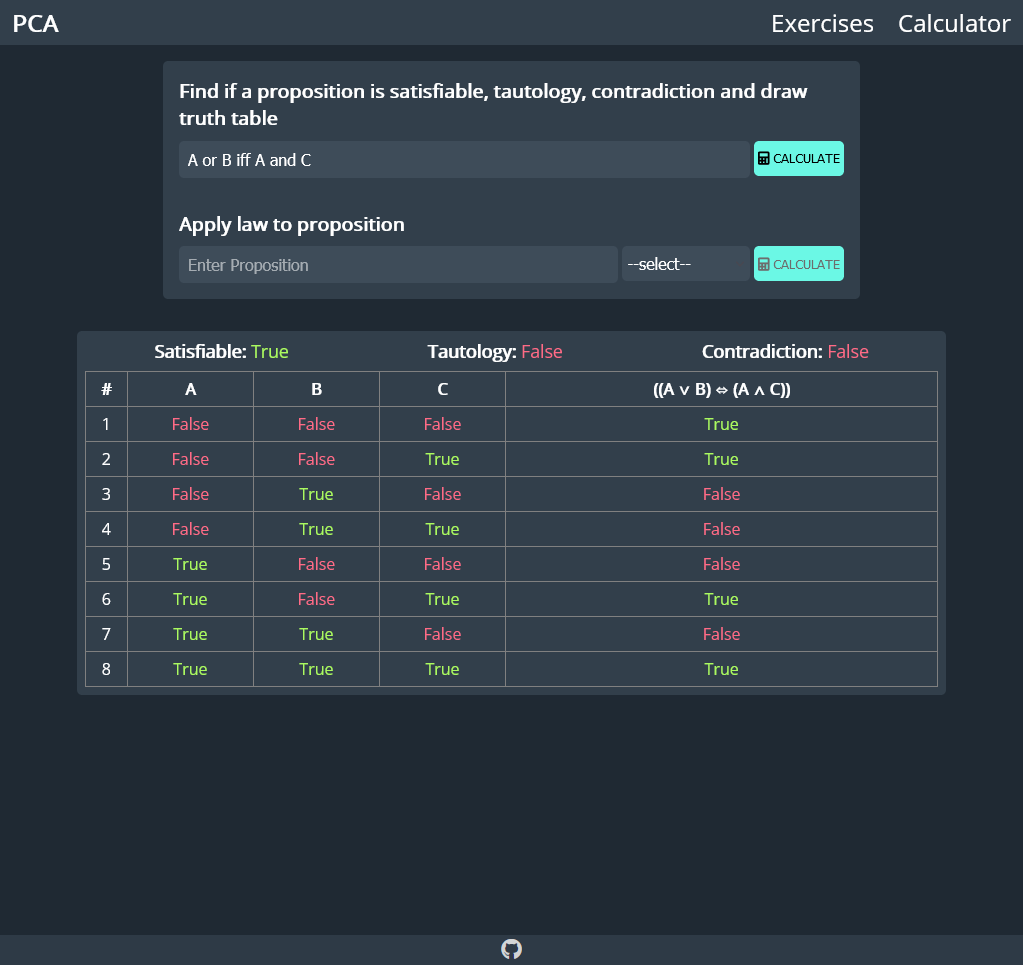 PCA Exercises Calculator
Find if a proposition is satisfiable, tautology, contradiction and draw
truth table
A or B iff A and C CALCULATE
Apply law to proposition
Enter Proposition --select-- CALCULATE
Satisfiable: True Tautology: False Contradiction: False
# A B C ((A ∨ B) ⇔ (A ∧ C))
1 False False False True
2 False False True True
3 False True False False
4 False True True False
5 True False False False
6 True False True True
7 True True False False
8 True True True True